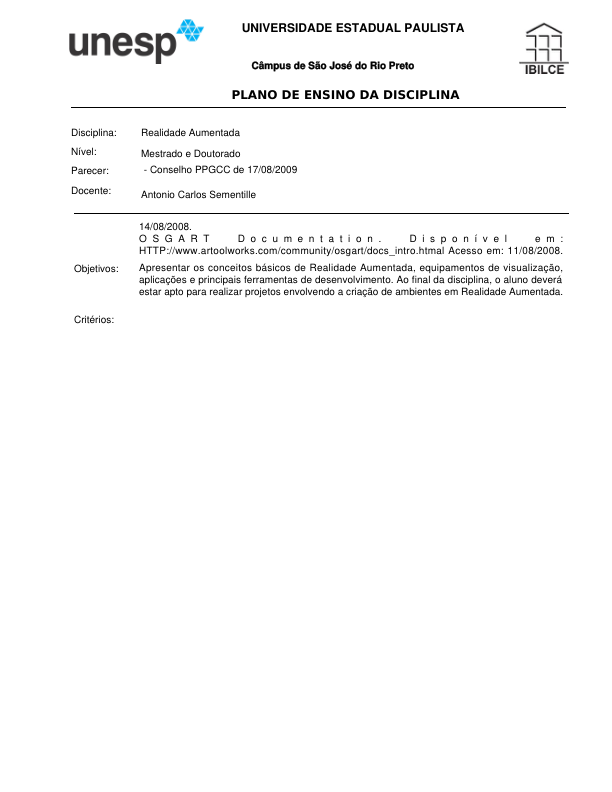 unesp
UNIVERSIDADE ESTADUAL PAULISTA
Câmpus de São José do Rio Preto
IBILCE
PLANO DE ENSINO DA DISCIPLINA
Disciplina: Realidade Aumentada
Nível: Mestrado e Doutorado
Parecer: - Conselho PPGCC de 17/08/2009
Docente: Antonio Carlos Sementille
14/08/2008.
OSGART Documentation. Disponível em:
HTTP://www.artoolworks.com/community/osgart/docs_intro.htmal Acesso em: 11/08/2008.
Objetivos: Apresentar os conceitos básicos de Realidade Aumentada, equipamentos de visualização,
aplicações e principais ferramentas de desenvolvimento. Ao final da disciplina, o aluno deverá
estar apto para realizar projetos envolvendo a criação de ambientes em Realidade Aumentada.
Critérios: